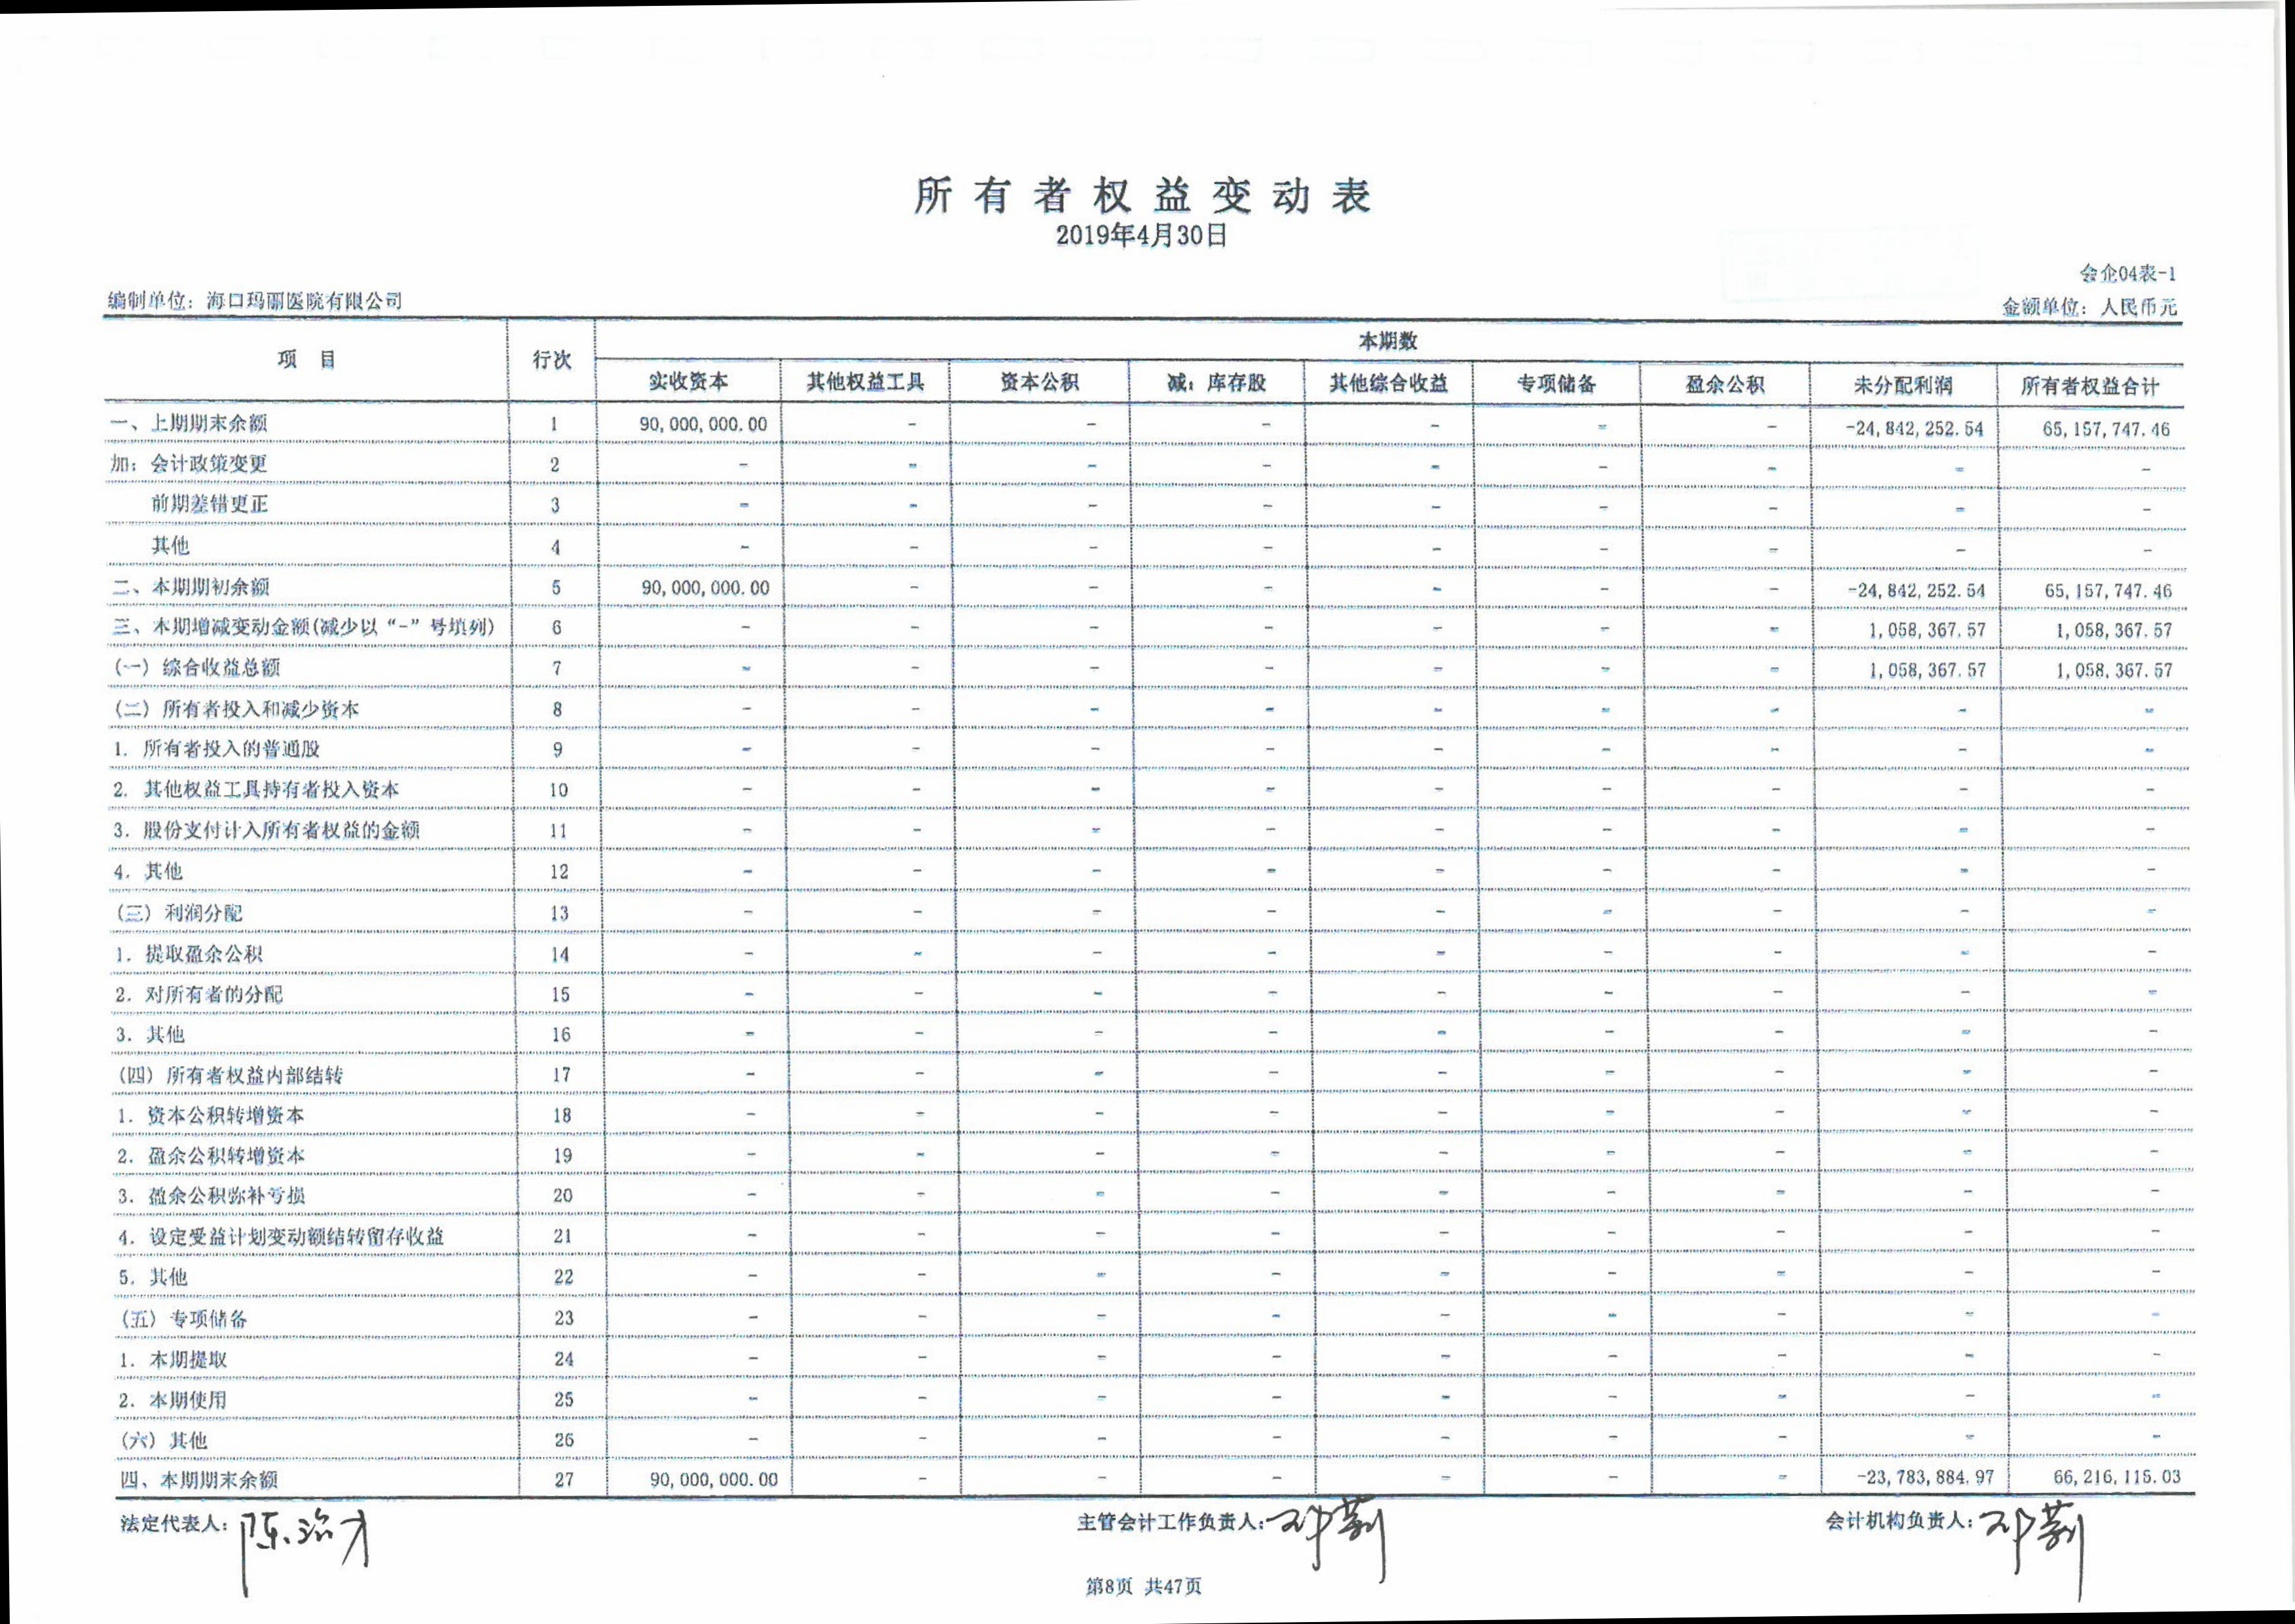 所有者权益变动表
2019年4月30日
会企04表-1
编制单位：海口玛丽医院有限公司 金额单位：人民币元
项 目 行次 本期数
实收资本 其他权益工具 资本公积 减：库存股 其他综合收益 专项储备 盈余公积 未分配利润 所有者权益合计
一、上期期末余额 1 90,000,000.00 - - - - - - -24,842,252.54 65,157,747.46
加：会计政策变更 2 - - - - - - - - -
前期差错更正 3 - - - - - - - - -
其他 4 - - - - - - - - -
二、本期期初余额 5 90,000,000.00 - - - - - - -24,842,252.54 65,157,747.46
三、本期增减变动金额(减少以“-”号填列) 6 - - - - - - - 1,058,367.57 1,058,367.57
(一) 综合收益总额 7 - - - - - - - 1,058,367.57 1,058,367.57
(二) 所有者投入和减少资本 8 - - - - - - - - -
1. 所有者投入的普通股 9 - - - - - - - - -
2. 其他权益工具持有者投入资本 10 - - - - - - - - -
3. 股份支付计入所有者权益的金额 11 - - - - - - - - -
4. 其他 12 - - - - - - - - -
(三) 利润分配 13 - - - - - - - - -
1. 提取盈余公积 14 - - - - - - - - -
2. 对所有者的分配 15 - - - - - - - - -
3. 其他 16 - - - - - - - - -
(四) 所有者权益内部结转 17 - - - - - - - - -
1. 资本公积转增资本 18 - - - - - - - - -
2. 盈余公积转增资本 19 - - - - - - - - -
3. 盈余公积弥补亏损 20 - - - - - - - - -
4. 设定受益计划变动额结转留存收益 21 - - - - - - - - -
5. 其他 22 - - - - - - - - -
(五) 专项储备 23 - - - - - - - - -
1. 本期提取 24 - - - - - - - - -
2. 本期使用 25 - - - - - - - - -
(六) 其他 26 - - - - - - - - -
四、本期期末余额 27 90,000,000.00 - - - - - - -23,783,884.97 66,216,115.03
法定代表人： 主管会计工作负责人： 会计机构负责人：
第8页 共47页